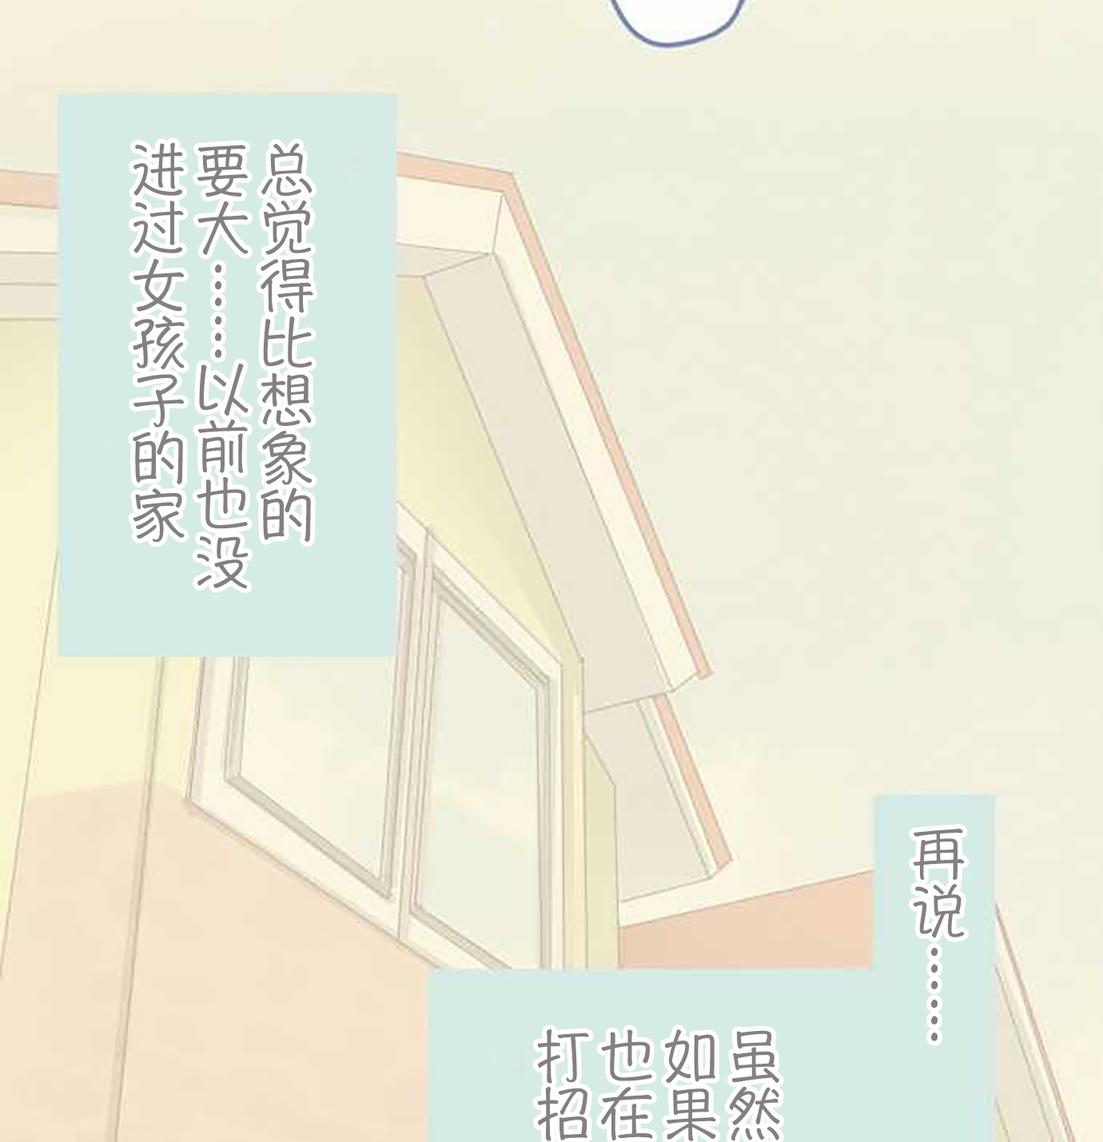 总觉得比想象的
要大……以前也没
进过女孩子的家
再说……
虽然
如果
也在
打招